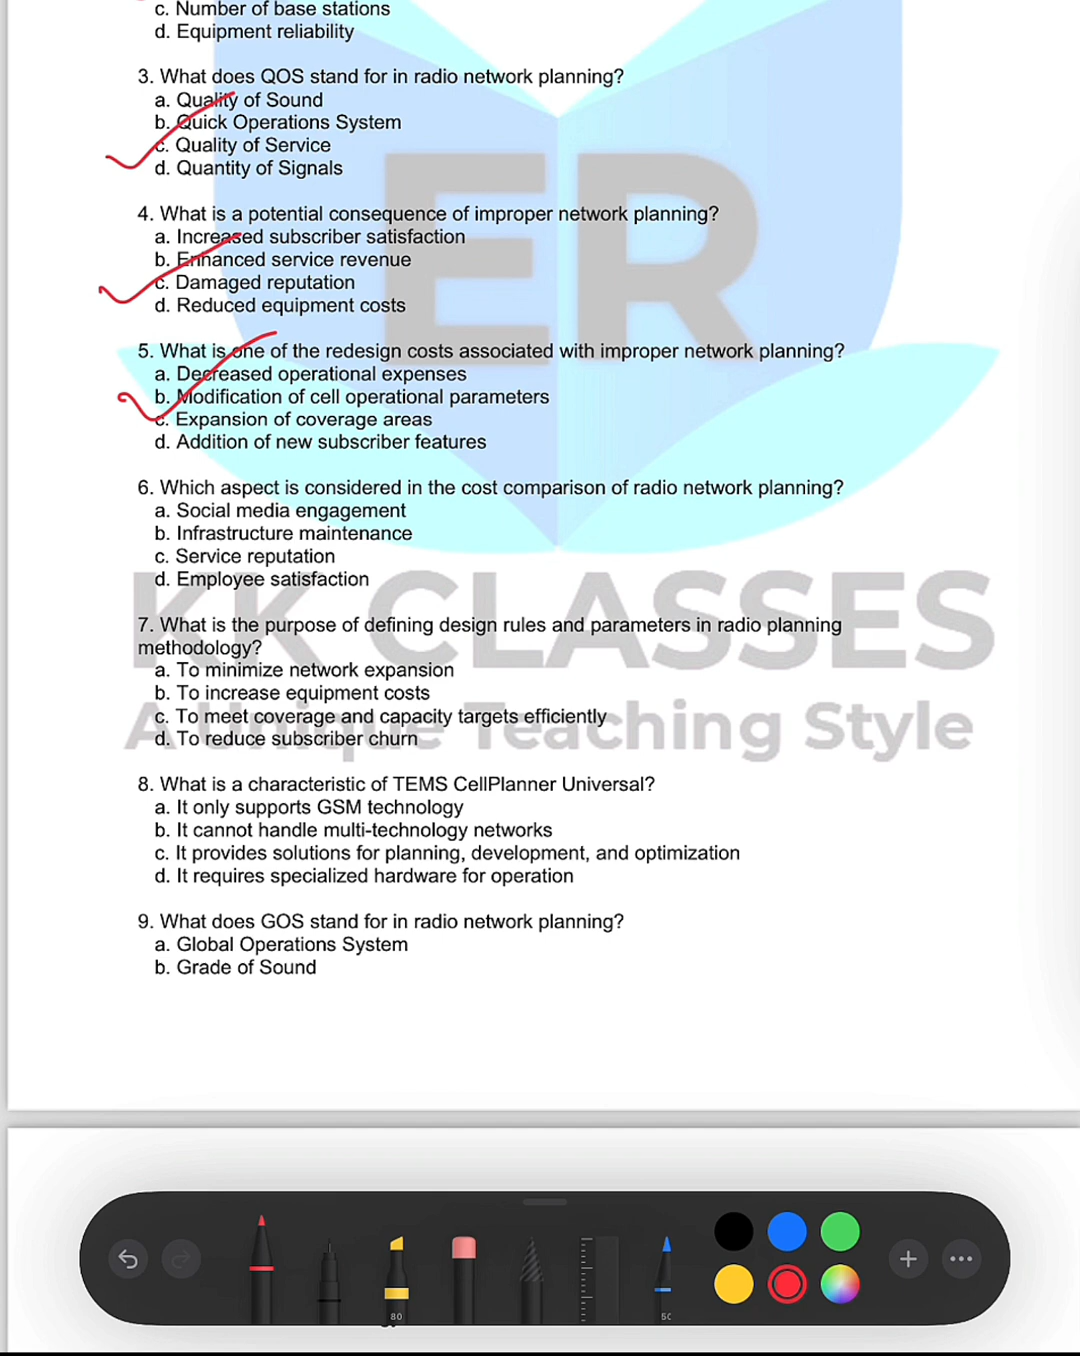 c. Number of base stations
d. Equipment reliability
3. What does QOS stand for in radio network planning?
a. Quality of Sound
b. Quick Operations System
c. Quality of Service
d. Quantity of Signals
4. What is a potential consequence of improper network planning?
a. Increased subscriber satisfaction
b. Enhanced service revenue
c. Damaged reputation
d. Reduced equipment costs
5. What is one of the redesign costs associated with improper network planning?
a. Decreased operational expenses
b. Modification of cell operational parameters
c. Expansion of coverage areas
d. Addition of new subscriber features
6. Which aspect is considered in the cost comparison of radio network planning?
a. Social media engagement
b. Infrastructure maintenance
c. Service reputation
d. Employee satisfaction
7. What is the purpose of defining design rules and parameters in radio planning
methodology?
a. To minimize network expansion
b. To increase equipment costs
c. To meet coverage and capacity targets efficiently
d. To reduce subscriber churn
8. What is a characteristic of TEMS CellPlanner Universal?
a. It only supports GSM technology
b. It cannot handle multi-technology networks
c. It provides solutions for planning, development, and optimization
d. It requires specialized hardware for operation
9. What does GOS stand for in radio network planning?
a. Global Operations System
b. Grade of Sound
ER
KK CLASSES
A Unique Teaching Style
80
50